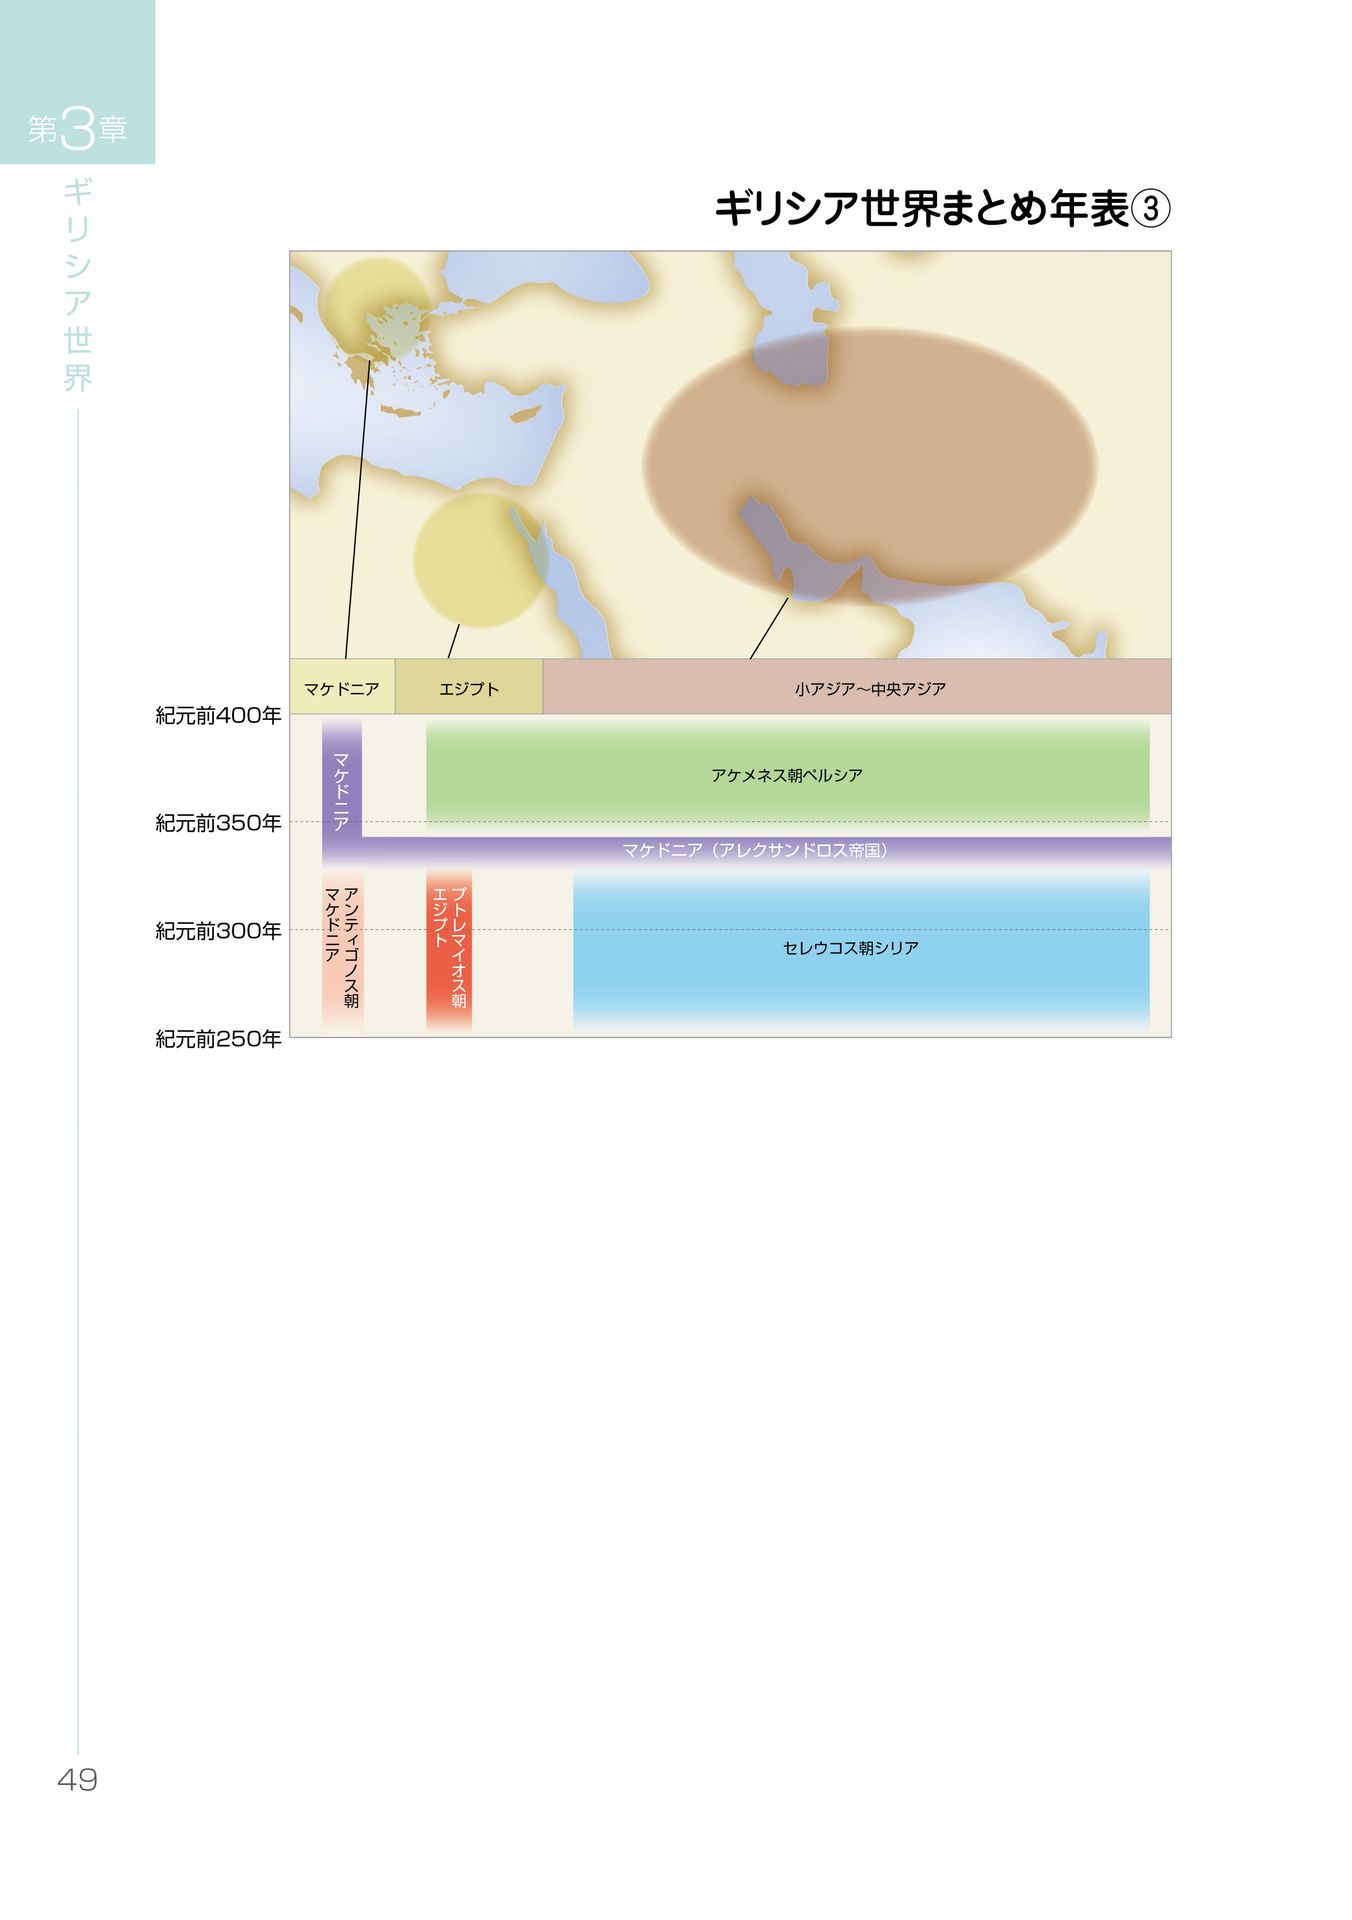 第3章
ギリシア世界
ギリシア世界まとめ年表③
マケドニア
エジプト
小アジア～中央アジア
紀元前400年
マケドニア
アケメネス朝ペルシア
紀元前350年
マケドニア（アレクサンドロス帝国）
アンティゴノス朝
マケドニア
プトレマイオス朝
エジプト
紀元前300年
セレウコス朝シリア
紀元前250年
49